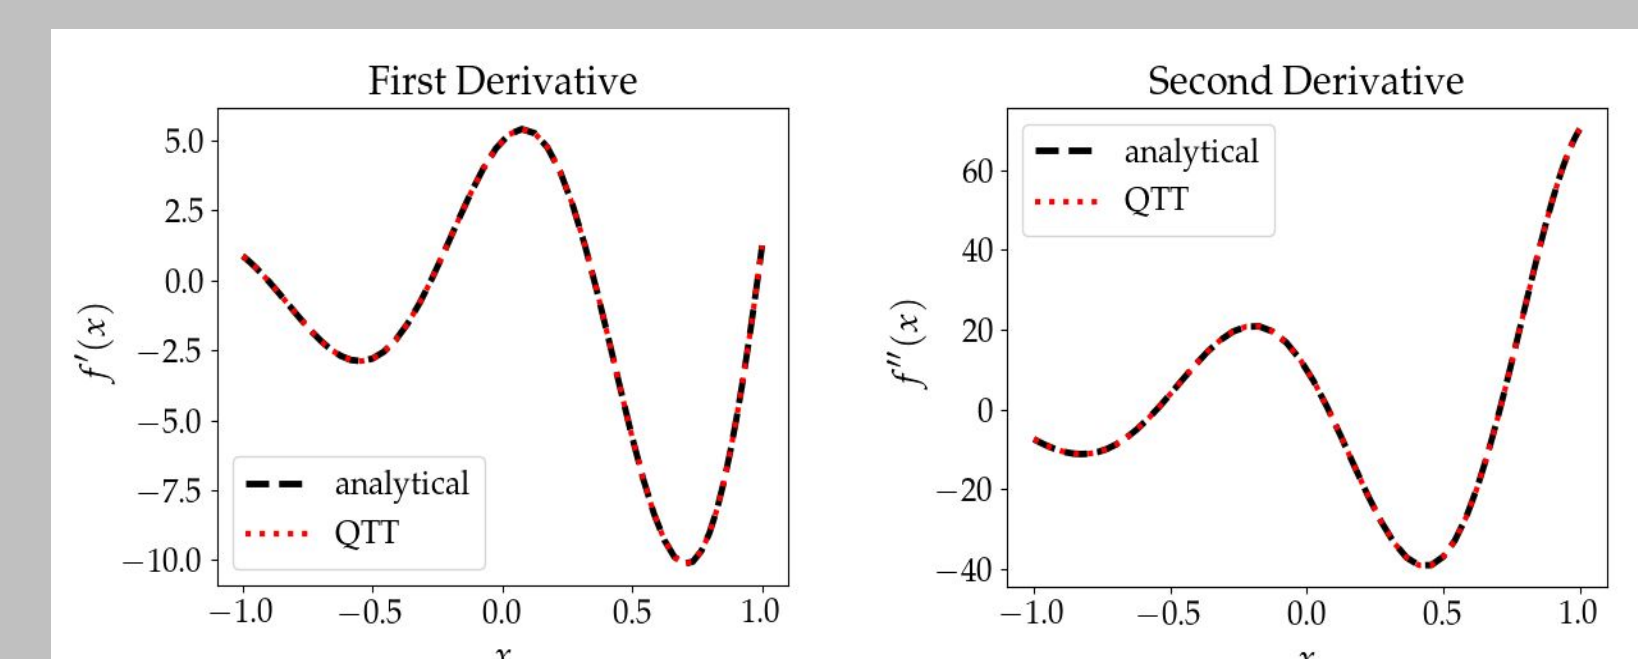 First Derivative
5.0
2.5
0.0
−2.5
−5.0
−7.5
−10.0
f′(x)
analytical
QTT
−1.0 −0.5 0.0 0.5 1.0
x
Second Derivative
analytical
QTT
60
40
20
0
−20
−40
f″(x)
−1.0 −0.5 0.0 0.5 1.0
x